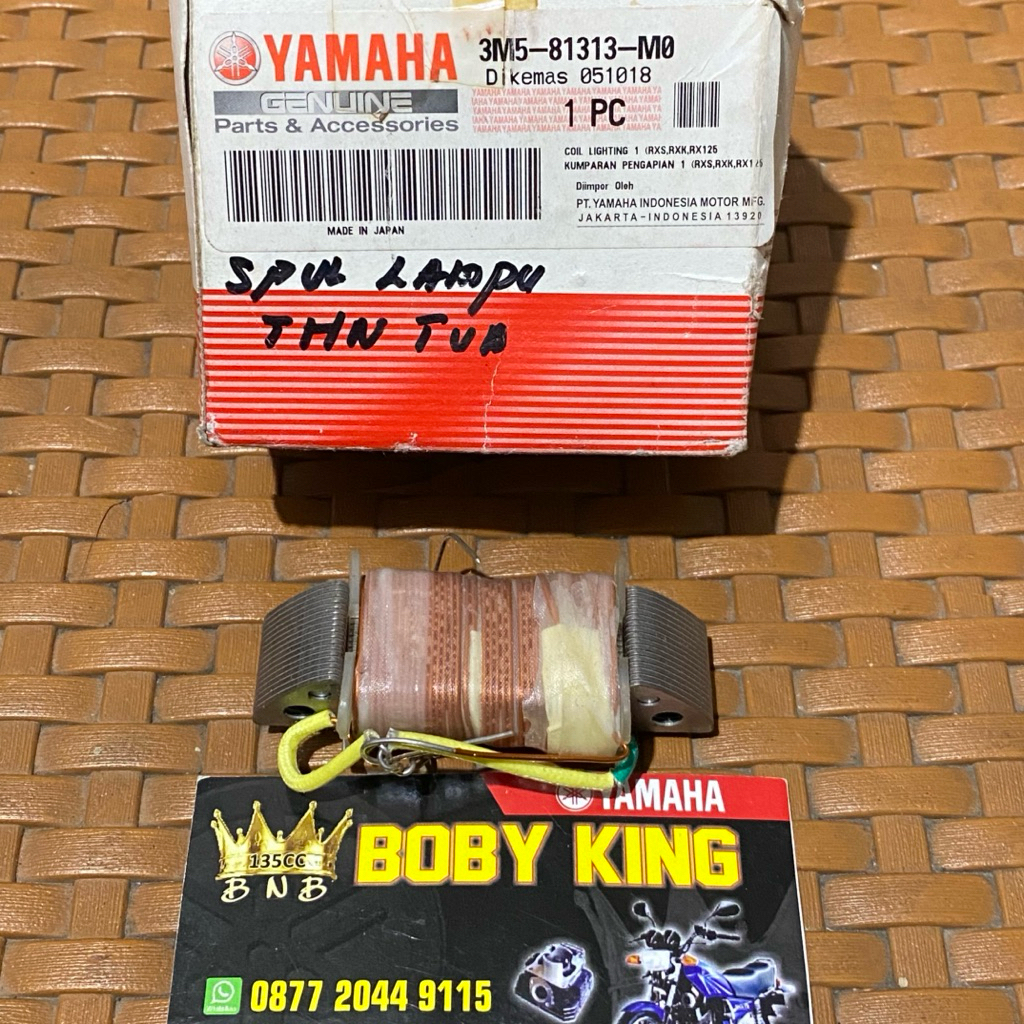 YAMAHA
3M5-81313-M0
Dikemas 051018
GENUINE
Parts & Accessories
1 PC
COIL LIGHTING 1 (RXS,RXK,RX125
KUMPARAN PENGAPIAN 1 (RXS,RXK,RX125
Diimpor Oleh
PT. YAMAHA INDONESIA MOTOR MFG.
JAKARTA-INDONESIA 13920
MADE IN JAPAN
SPUL LAMPU
THN TUA
YAMAHA
135CC
BNB
BOBY KING
0877 2044 9115